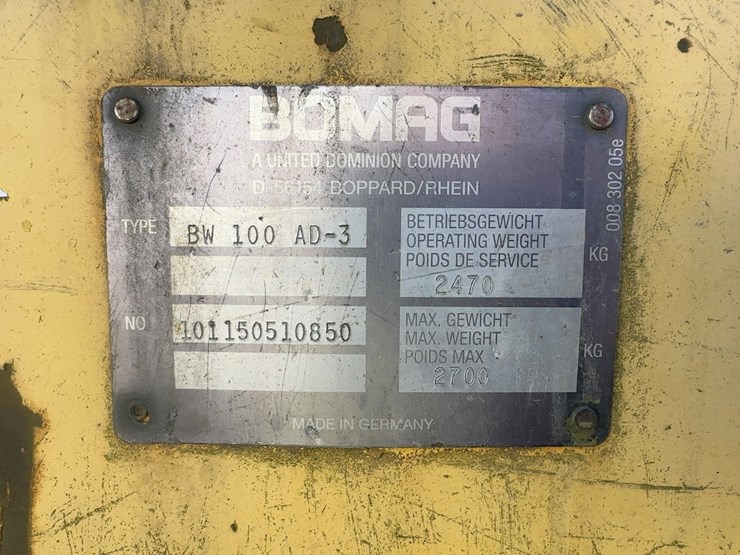 BOMAG
A UNITED DOMINION COMPANY
D-56154 BOPPARD/RHEIN
TYPE BW 100 AD-3
NO 101150510850
BETRIEBSGEWICHT
OPERATING WEIGHT
POIDS DE SERVICE
2470 KG
MAX. GEWICHT
MAX. WEIGHT
POIDS MAX
2700 KG
MADE IN GERMANY
008 302 05e